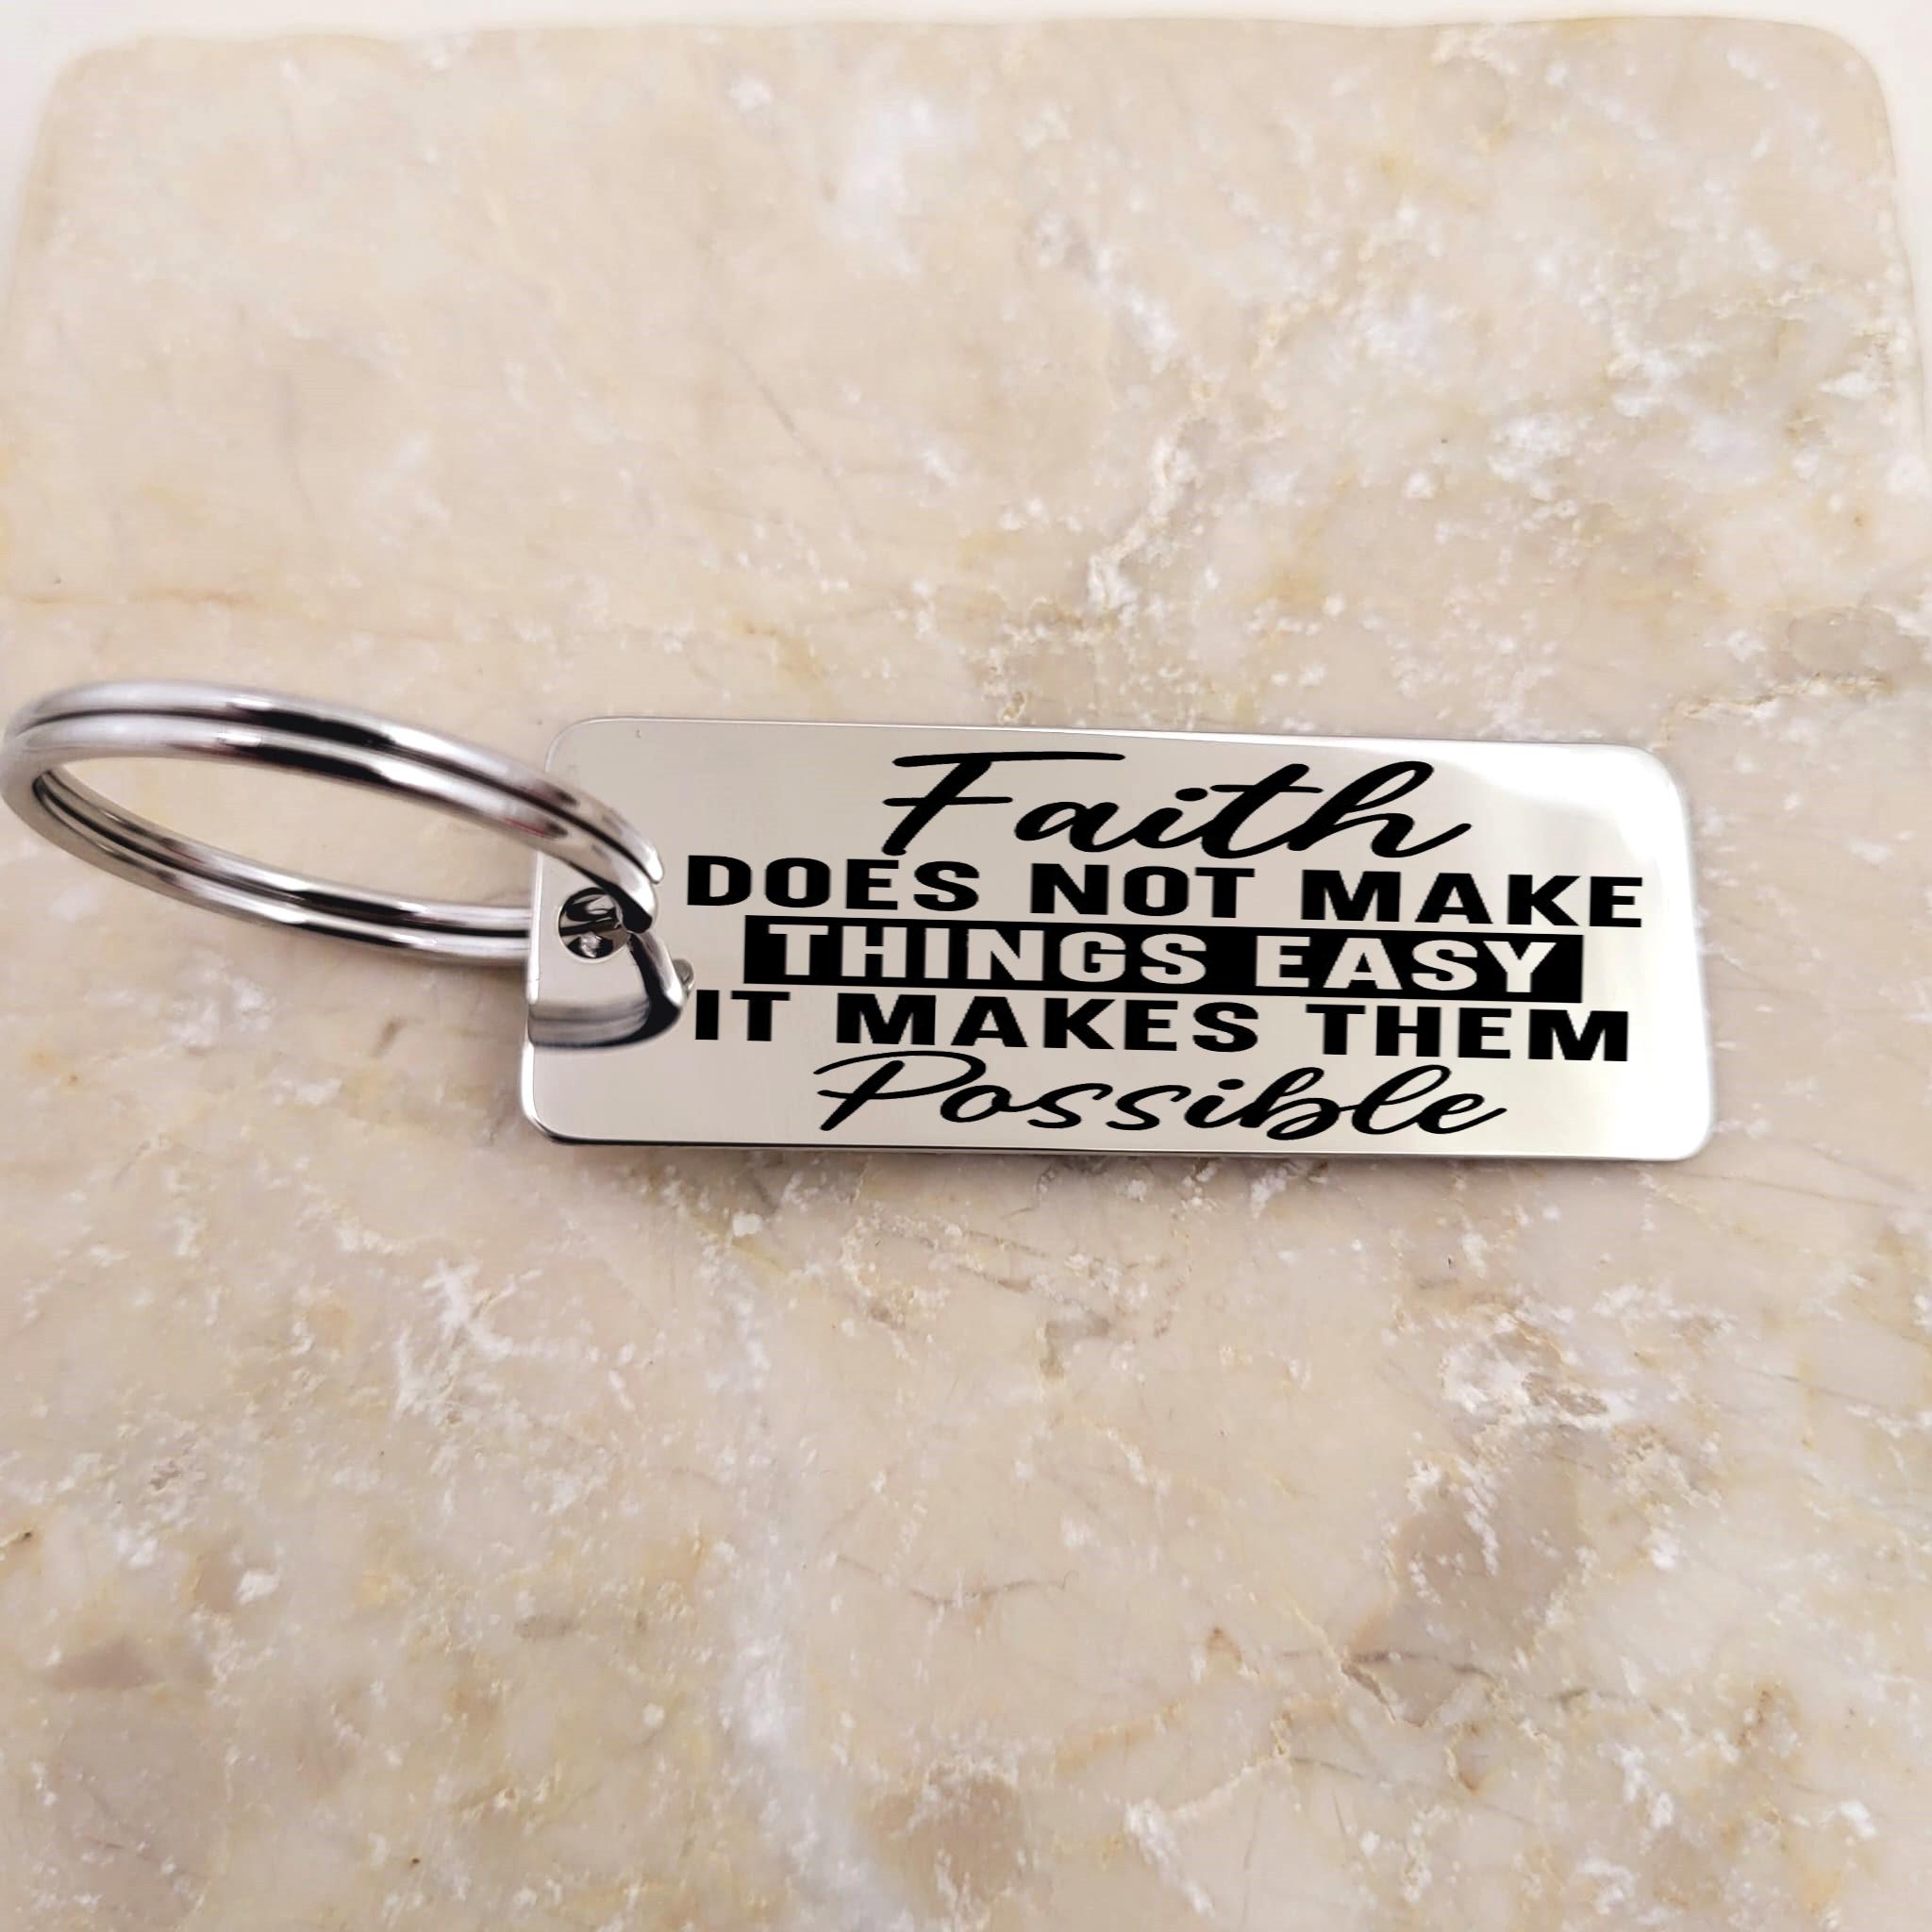 Faith
DOES NOT MAKE
THINGS EASY
IT MAKES THEM
Possible